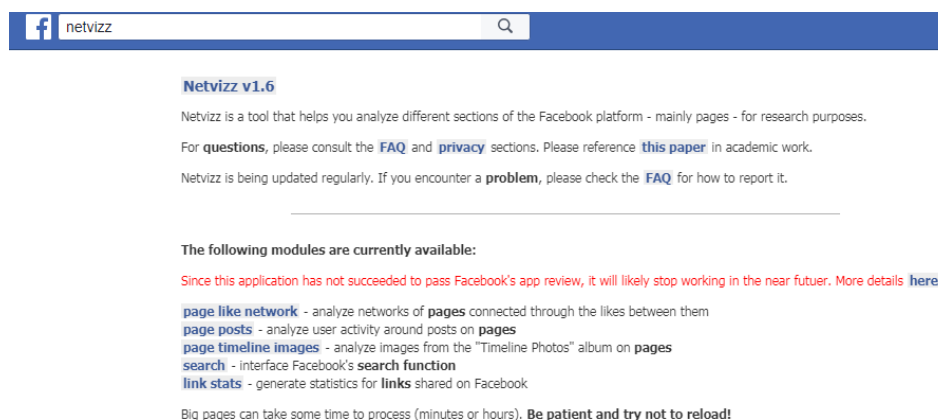 f netvizz
Netvizz v1.6
Netvizz is a tool that helps you analyze different sections of the Facebook platform - mainly pages - for research purposes.
For questions, please consult the FAQ and privacy sections. Please reference this paper in academic work.
Netvizz is being updated regularly. If you encounter a problem, please check the FAQ for how to report it.
The following modules are currently available:
Since this application has not succeeded to pass Facebook's app review, it will likely stop working in the near futuer. More details here
page like network - analyze networks of pages connected through the likes between them
page posts - analyze user activity around posts on pages
page timeline images - analyze images from the "Timeline Photos" album on pages
search - interface Facebook's search function
link stats - generate statistics for links shared on Facebook
Big pages can take some time to process (minutes or hours). Be patient and try not to reload!